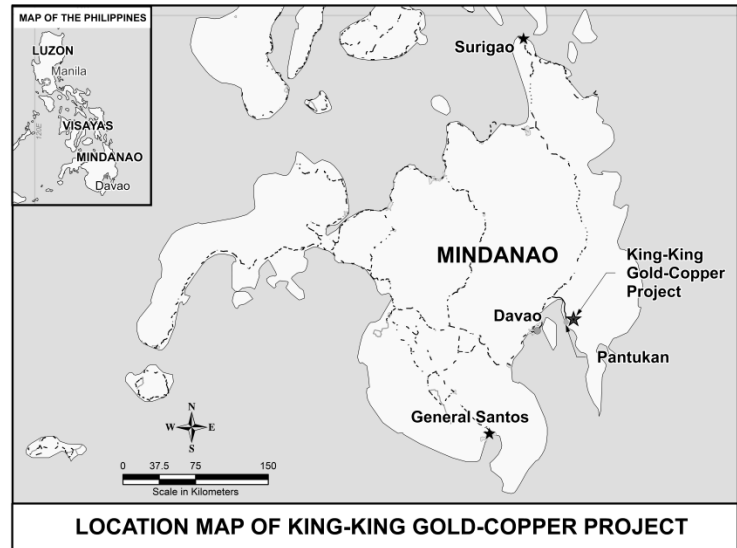 MAP OF THE PHILIPPINES
LUZON
Manila
120E
VISAYAS
MINDANAO
Davao
Surigao
MINDANAO
King-King
Gold-Copper
Project
Davao
Pantukan
General Santos
N
W E
S
0 37.5 75 150
Scale in Kilometers
LOCATION MAP OF KING-KING GOLD-COPPER PROJECT